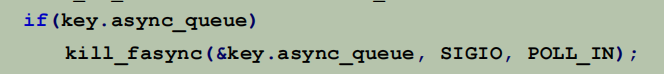 if(key.async_queue)
kill_fasync(&key.async_queue, SIGIO, POLL_IN);